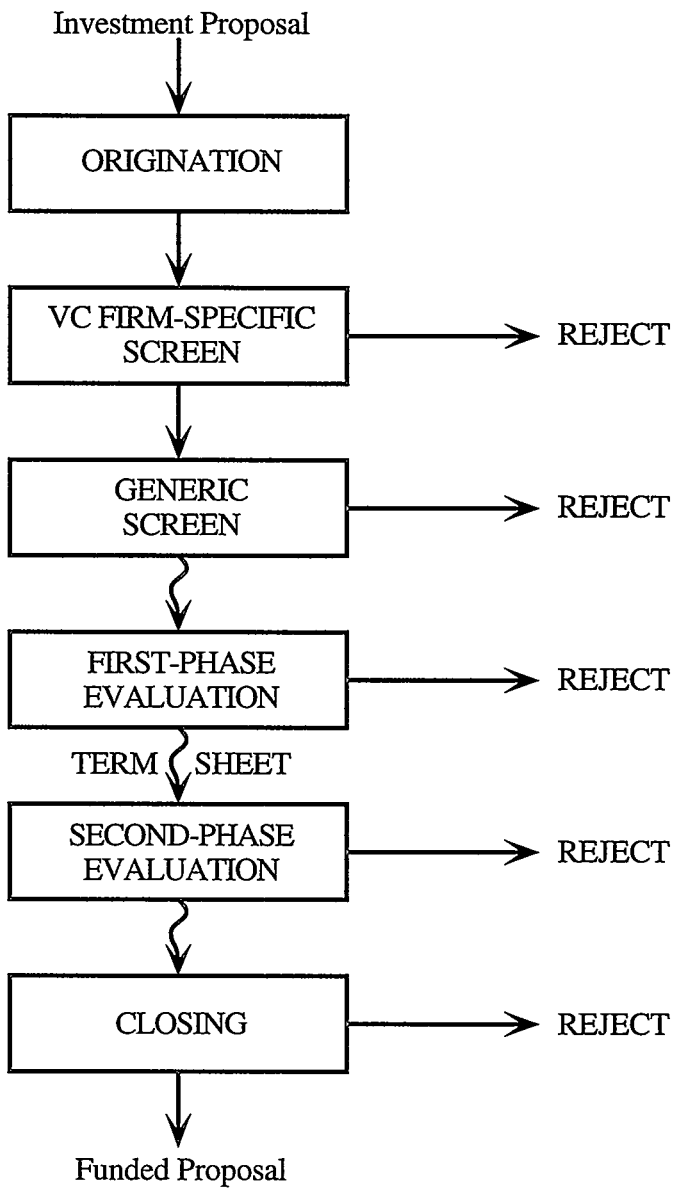 Investment Proposal
ORIGINATION
VC FIRM-SPECIFIC
SCREEN
REJECT
GENERIC
SCREEN
REJECT
FIRST-PHASE
EVALUATION
REJECT
TERM SHEET
SECOND-PHASE
EVALUATION
REJECT
CLOSING
REJECT
Funded Proposal